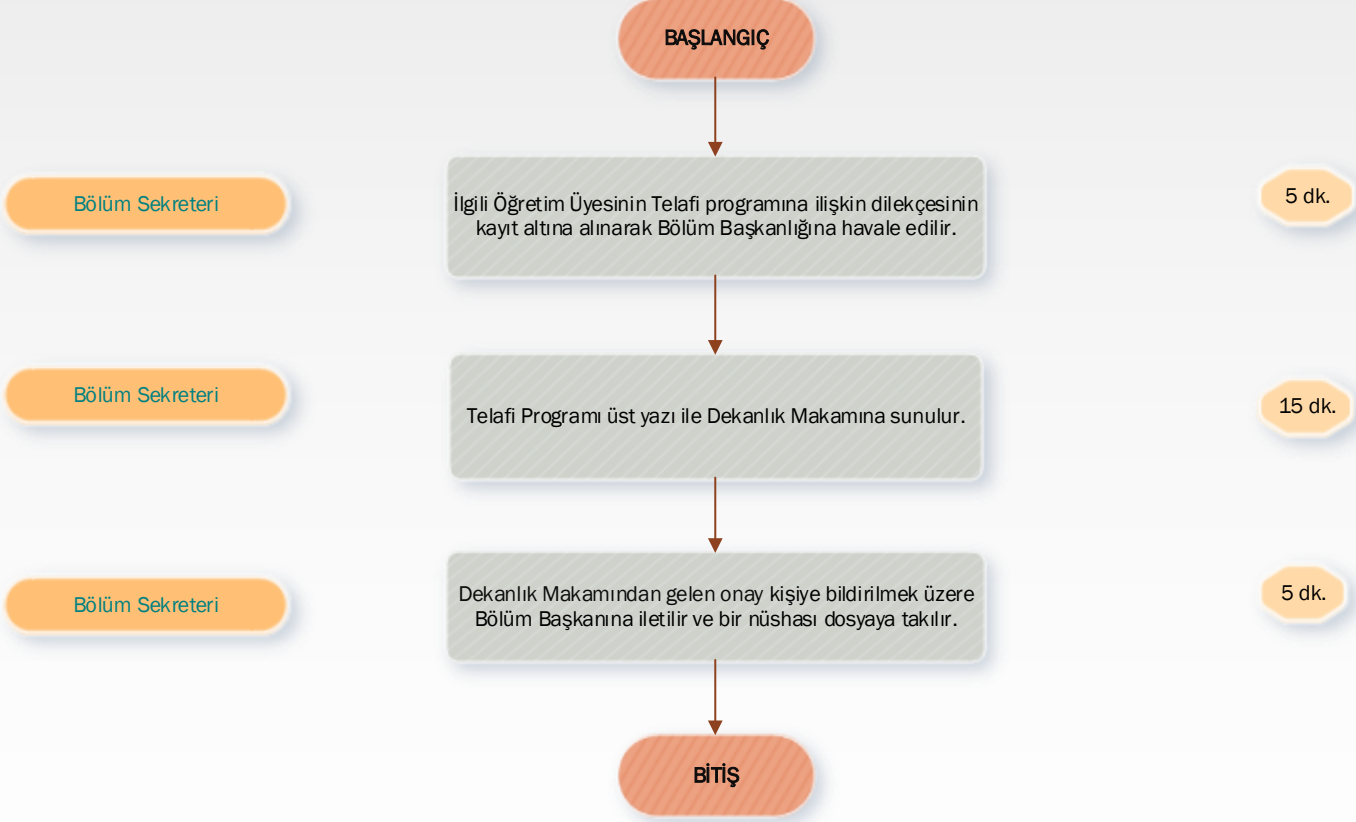 BAŞLANGIÇ
Bölüm Sekreteri
İlgili Öğretim Üyesinin Telafi programına ilişkin dilekçesinin
kayıt altına alınarak Bölüm Başkanlığına havale edilir.
5 dk.
Bölüm Sekreteri
Telafi Programı üst yazı ile Dekanlık Makamına sunulur.
15 dk.
Bölüm Sekreteri
Dekanlık Makamından gelen onay kişiye bildirilmek üzere
Bölüm Başkanına iletilir ve bir nüshası dosyaya takılır.
5 dk.
BİTİŞ